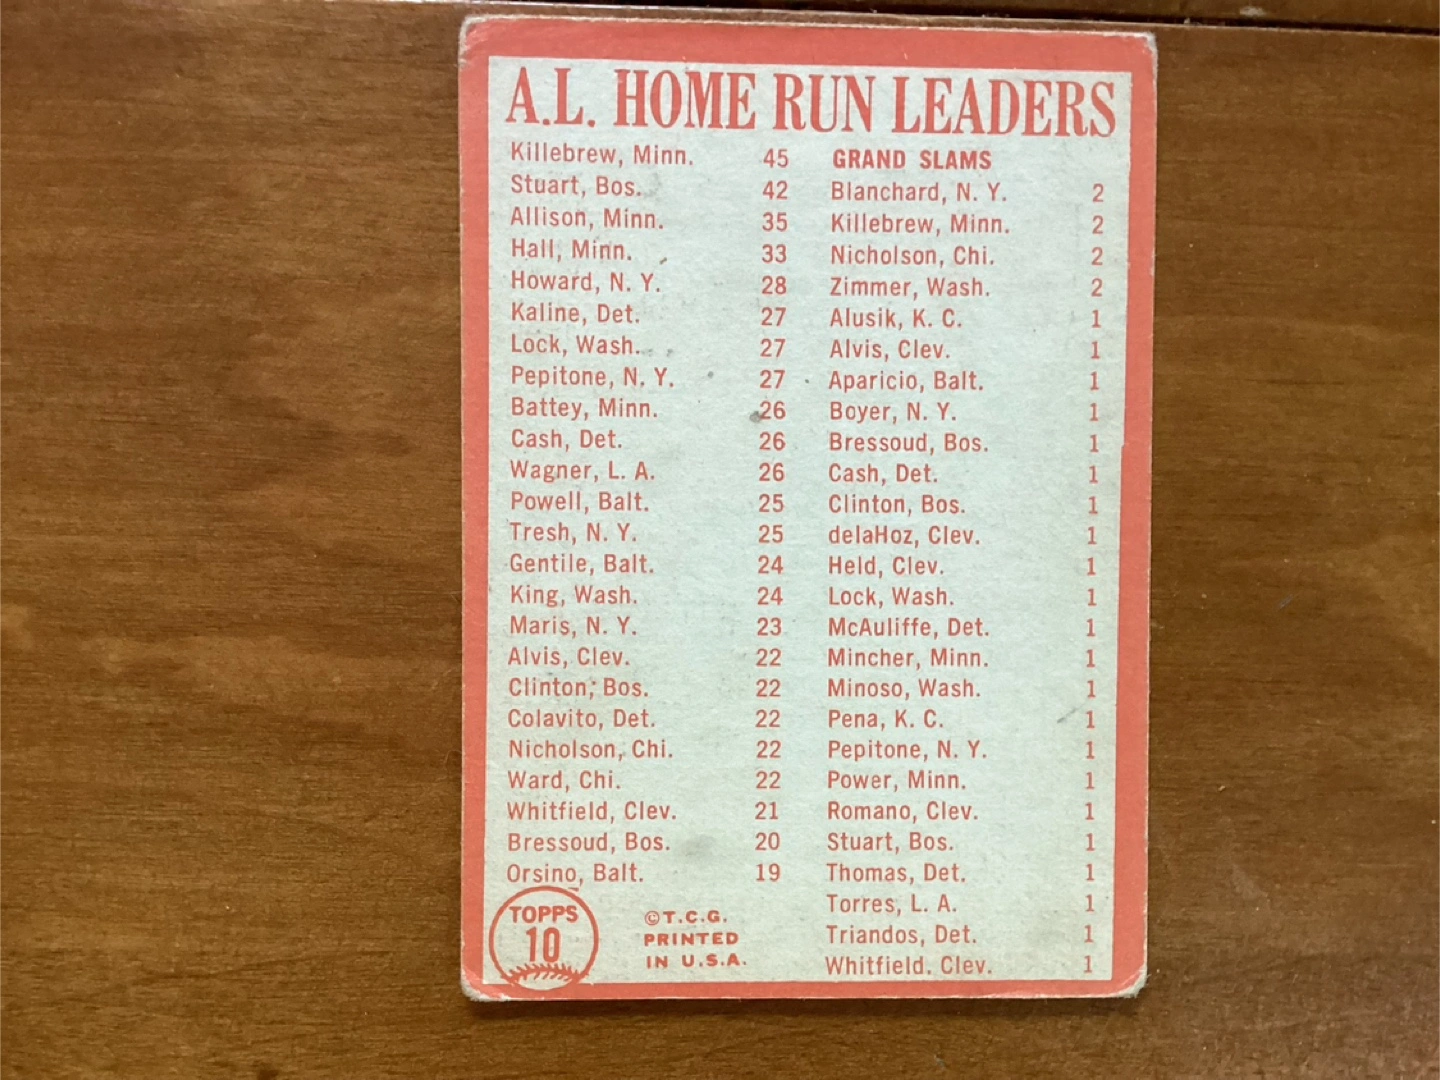 A.L. HOME RUN LEADERS
Killebrew, Minn. 45
Stuart, Bos. 42
Allison, Minn. 35
Hall, Minn. 33
Howard, N. Y. 28
Kaline, Det. 27
Lock, Wash. 27
Pepitone, N. Y. 27
Battey, Minn. 26
Cash, Det. 26
Wagner, L. A. 26
Powell, Balt. 25
Tresh, N. Y. 25
Gentile, Balt. 24
King, Wash. 24
Maris, N. Y. 23
Alvis, Clev. 22
Clinton, Bos. 22
Colavito, Det. 22
Nicholson, Chi. 22
Ward, Chi. 22
Whitfield, Clev. 21
Bressoud, Bos. 20
Orsino, Balt. 19
GRAND SLAMS
Blanchard, N. Y. 2
Killebrew, Minn. 2
Nicholson, Chi. 2
Zimmer, Wash. 2
Alusik, K. C. 1
Alvis, Clev. 1
Aparicio, Balt. 1
Boyer, N. Y. 1
Bressoud, Bos. 1
Cash, Det. 1
Clinton, Bos. 1
delaHoz, Clev. 1
Held, Clev. 1
Lock, Wash. 1
McAuliffe, Det. 1
Mincher, Minn. 1
Minoso, Wash. 1
Pena, K. C. 1
Pepitone, N. Y. 1
Power, Minn. 1
Romano, Clev. 1
Stuart, Bos. 1
Thomas, Det. 1
Torres, L. A. 1
Triandos, Det. 1
Whitfield. Clev. 1
TOPPS
10
©T.C.G.
PRINTED
IN U.S.A.